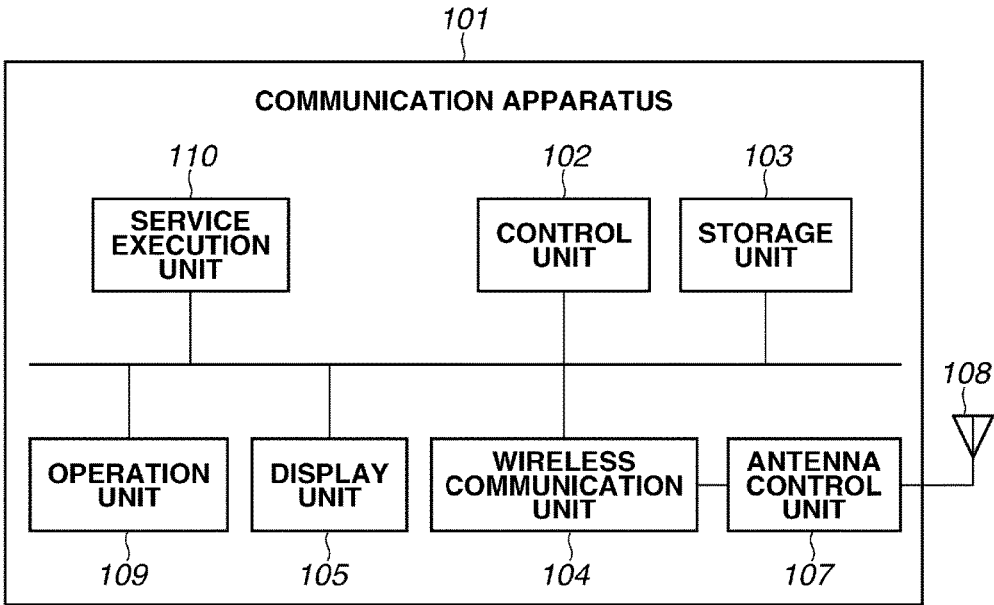 101
COMMUNICATION APPARATUS
110
102
103
SERVICE
EXECUTION
UNIT
CONTROL
UNIT
STORAGE
UNIT
108
OPERATION
UNIT
DISPLAY
UNIT
WIRELESS
COMMUNICATION
UNIT
ANTENNA
CONTROL
UNIT
109
105
104
107